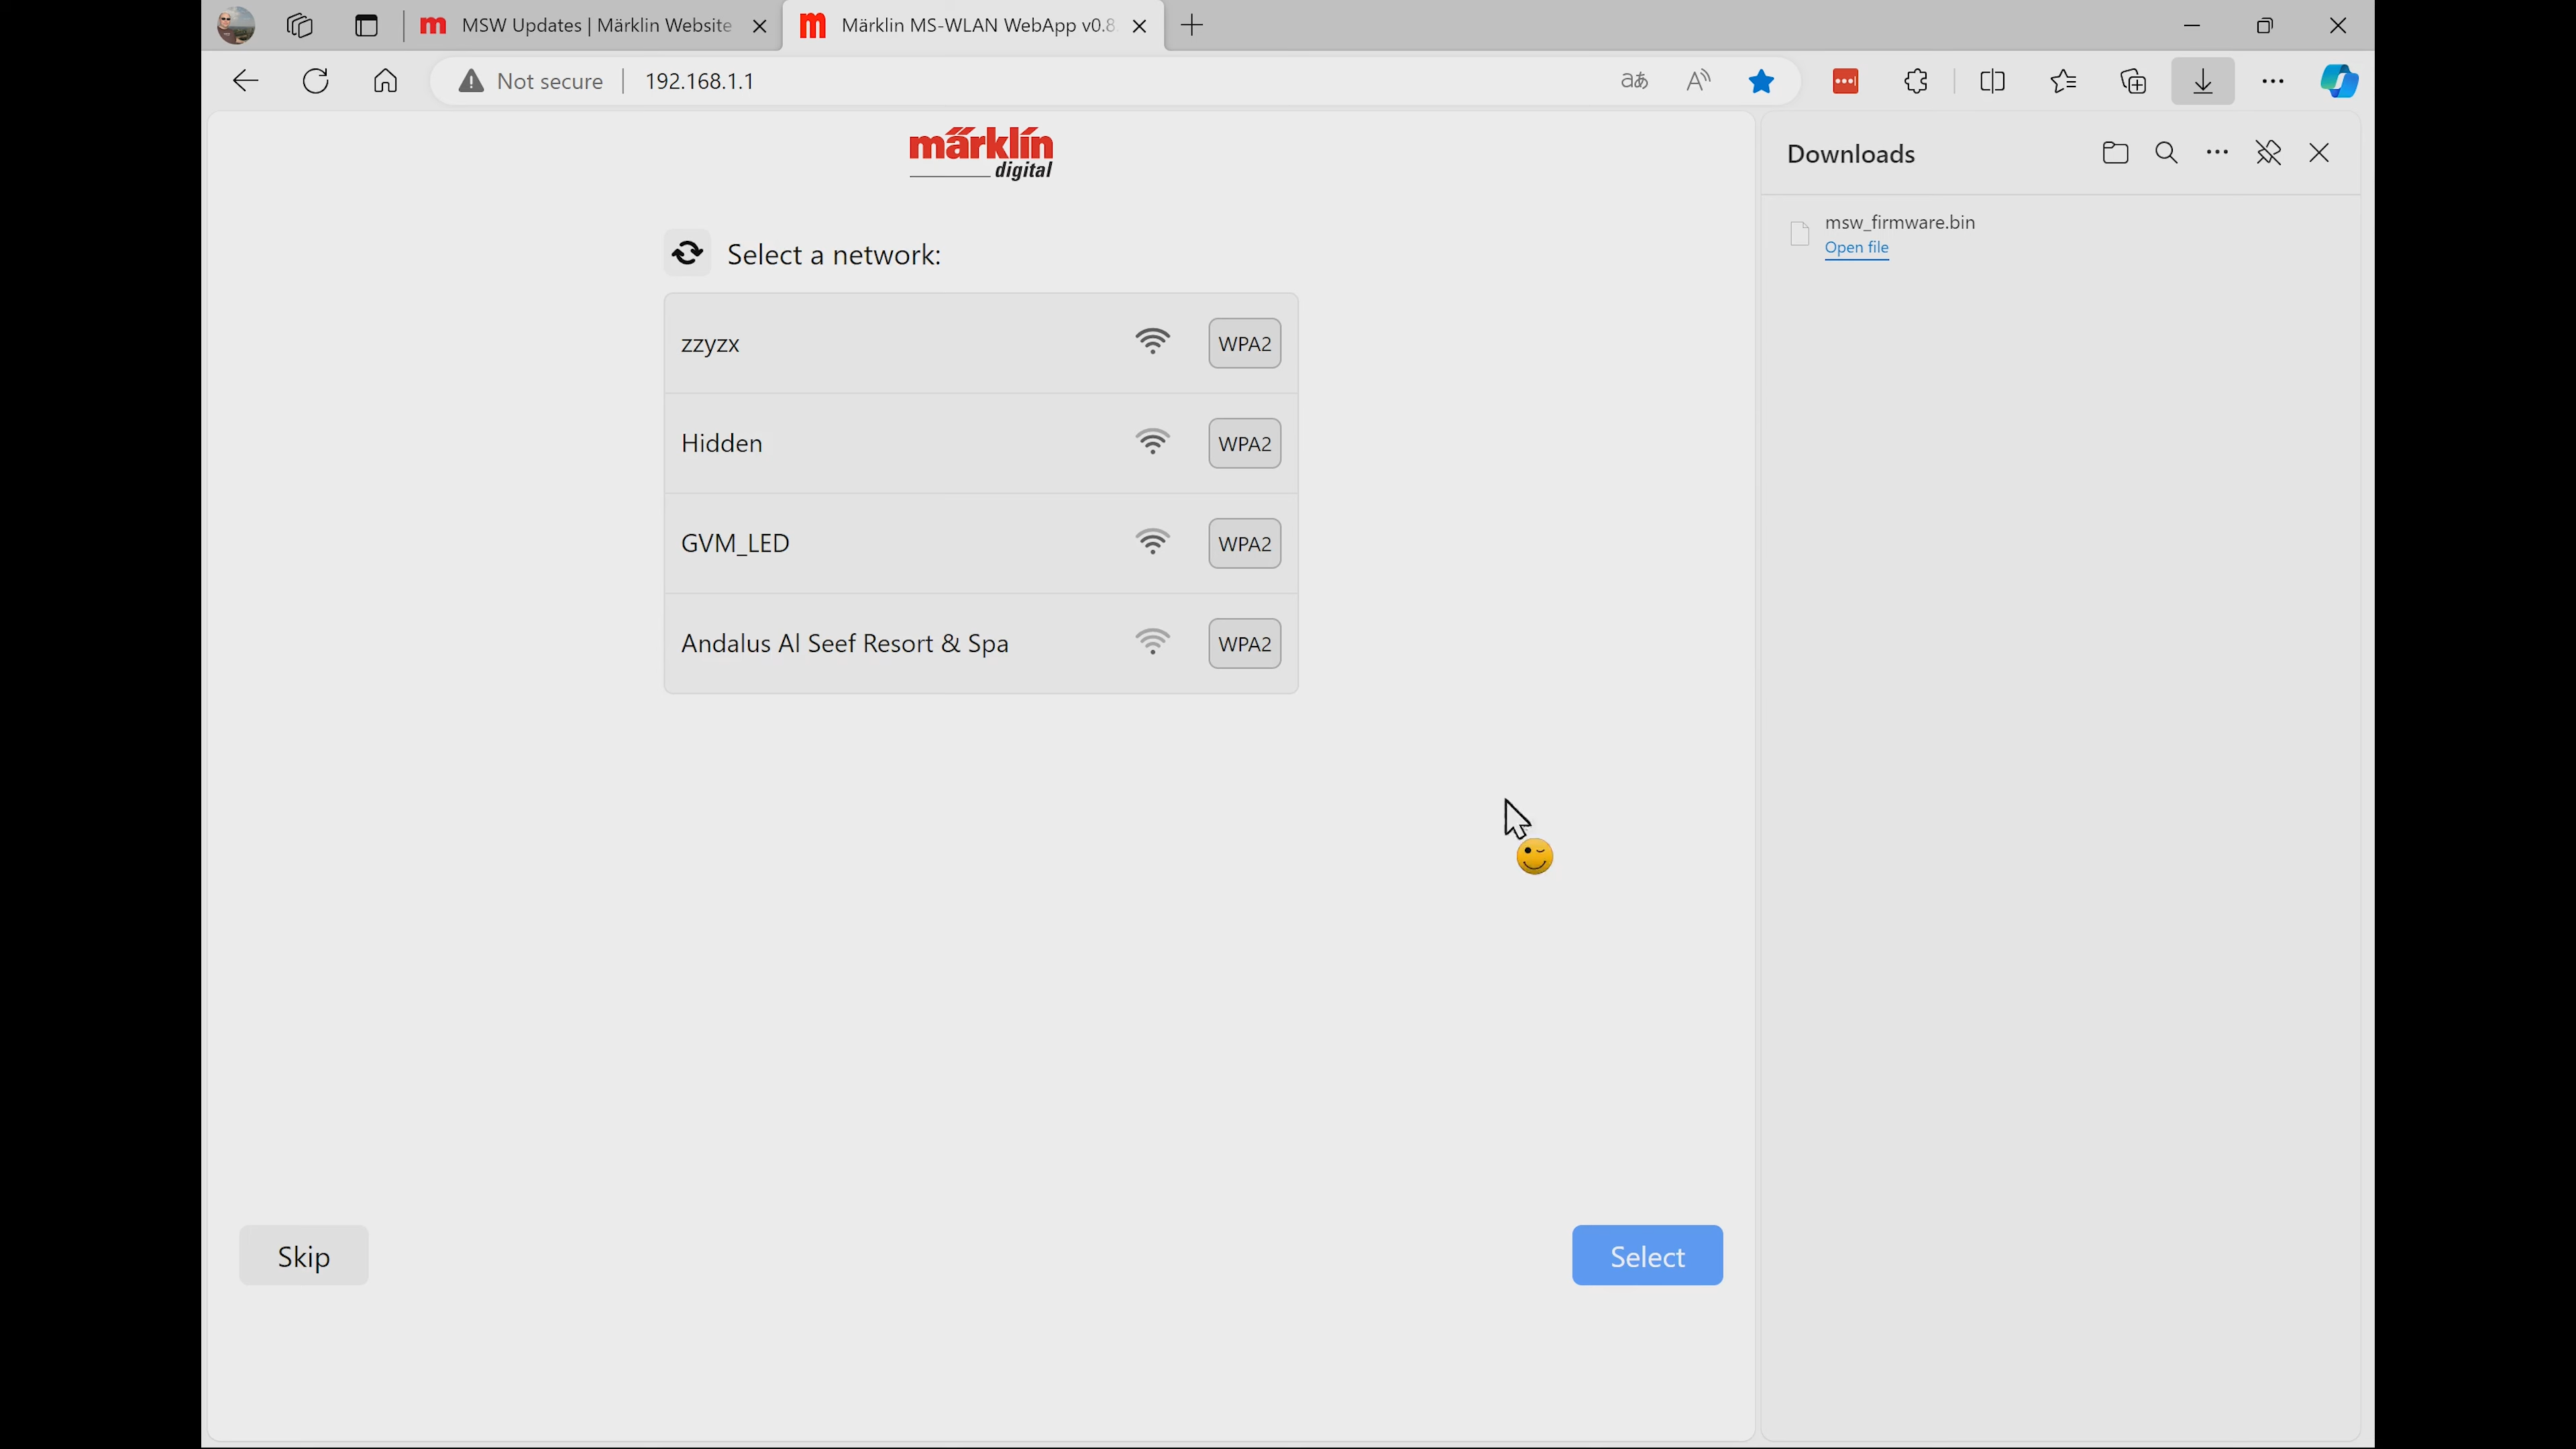 MSW Updates | Märklin Website
Märklin MS-WLAN WebApp v0.8
Not secure
192.168.1.1
aあ
märklin
digital
Downloads
msw_firmware.bin
Open file
Select a network:
zzyzx WPA2
Hidden WPA2
GVM_LED WPA2
Andalus Al Seef Resort & Spa WPA2
Skip
Select